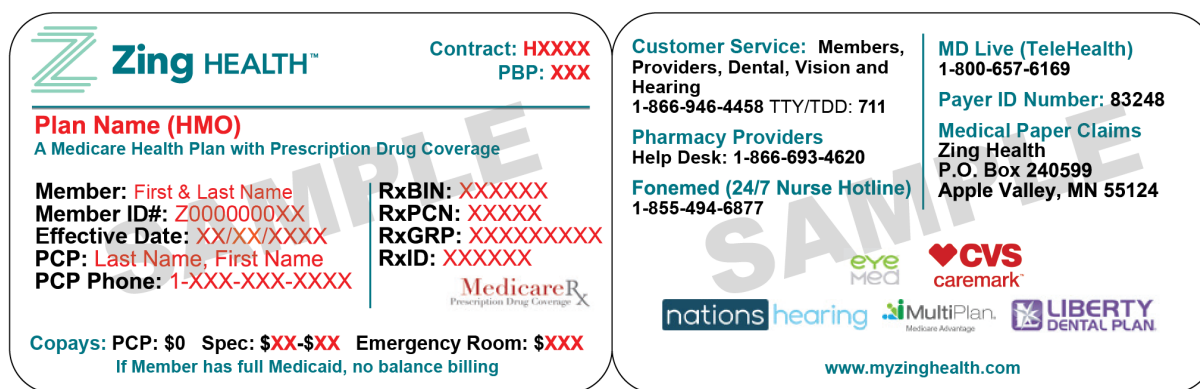 Zing HEALTH™
Contract: HXXXX
PBP: XXX
Plan Name (HMO)
A Medicare Health Plan with Prescription Drug Coverage
Member: First & Last Name
Member ID#: Z0000000XX
Effective Date: XX/XX/XXXX
PCP: Last Name, First Name
PCP Phone: 1-XXX-XXX-XXXX
RxBIN: XXXXXX
RxPCN: XXXXX
RxGRP: XXXXXXXXX
RxID: XXXXXX
MedicareRx
Prescription Drug Coverage
Copays: PCP: $0 Spec: $XX-$XX Emergency Room: $XXX
If Member has full Medicaid, no balance billing
SAMPLE
Customer Service: Members,
Providers, Dental, Vision and
Hearing
1-866-946-4458 TTY/TDD: 711
Pharmacy Providers
Help Desk: 1-866-693-4620
Fonemed (24/7 Nurse Hotline)
1-855-494-6877
MD Live (TeleHealth)
1-800-657-6169
Payer ID Number: 83248
Medical Paper Claims
Zing Health
P.O. Box 240599
Apple Valley, MN 55124
SAMPLE
eye
Med
CVS
caremark™
nations hearing
MultiPlan.
Medicare Advantage
LIBERTY
DENTAL PLAN.
www.myzinghealth.com